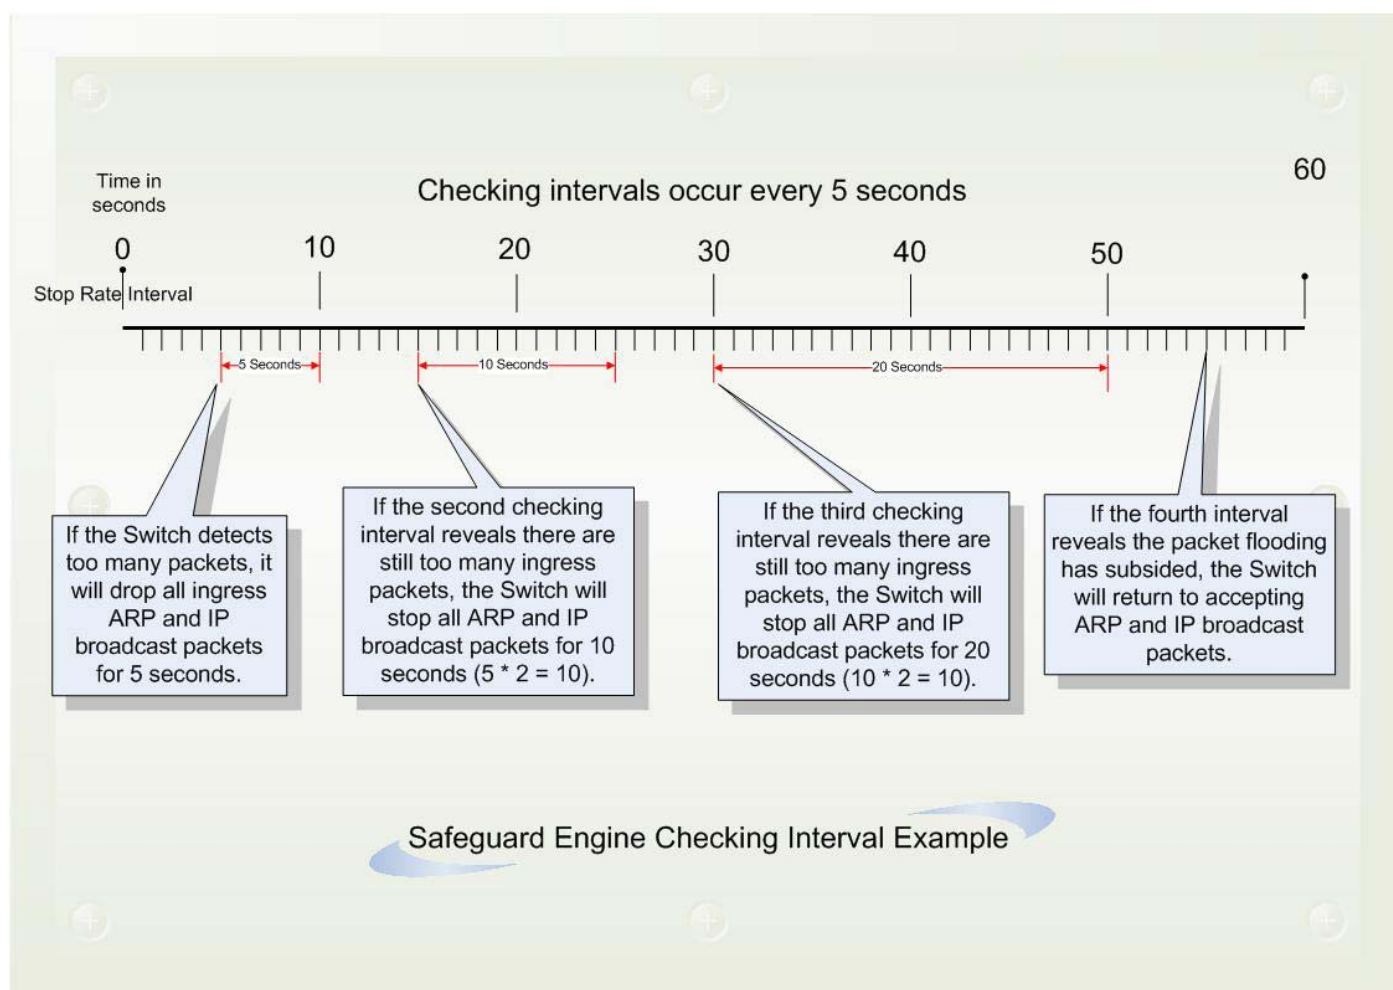 Time in
seconds
Checking intervals occur every 5 seconds
60
0
10
20
30
40
50
Stop Rate Interval
5 Seconds
10 Seconds
20 Seconds
If the Switch detects
too many packets, it
will drop all ingress
ARP and IP
broadcast packets
for 5 seconds.
If the second checking
interval reveals there are
still too many ingress
packets, the Switch will
stop all ARP and IP
broadcast packets for 10
seconds (5 * 2 = 10).
If the third checking
interval reveals there are
still too many ingress
packets, the Switch will
stop all ARP and IP
broadcast packets for 20
seconds (10 * 2 = 10).
If the fourth interval
reveals the packet flooding
has subsided, the Switch
will return to accepting
ARP and IP broadcast
packets.
Safeguard Engine Checking Interval Example